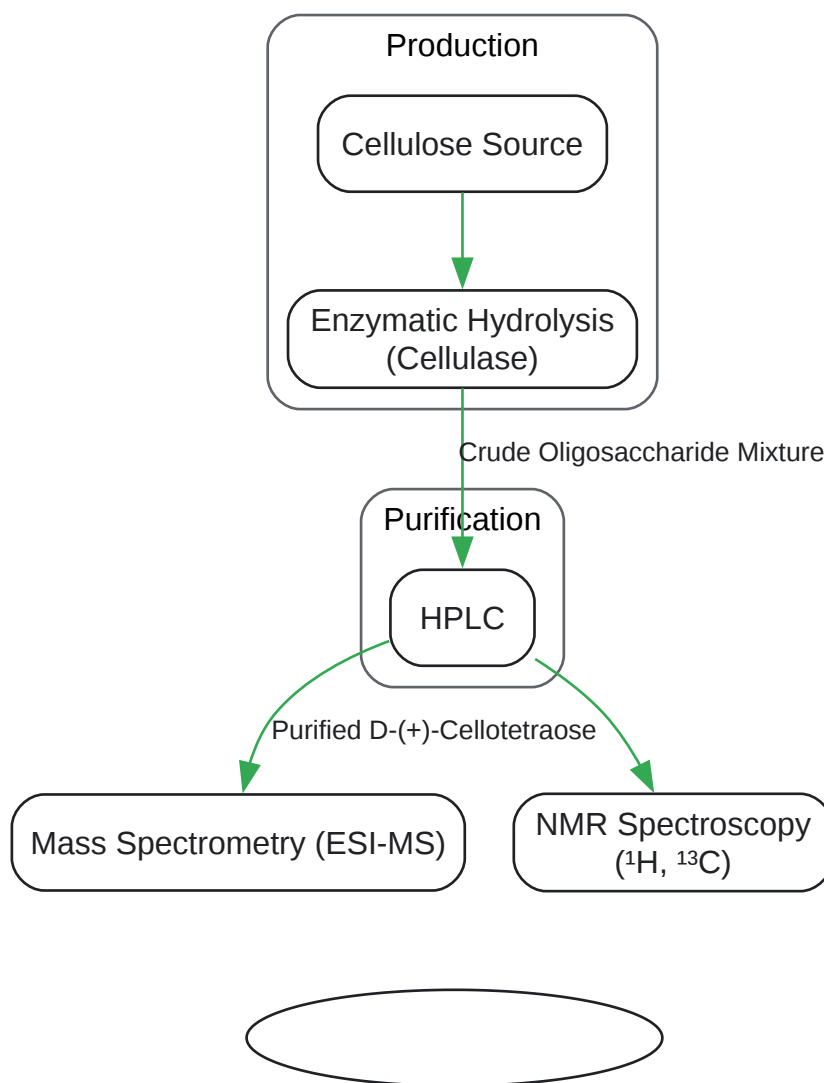 Production
Cellulose Source
Enzymatic Hydrolysis
(Cellulase)
Crude Oligosaccharide Mixture
Purification
HPLC
Purified D-(+)-Cellotetraose
Mass Spectrometry (ESI-MS)
NMR Spectroscopy
(¹H, ¹³C)